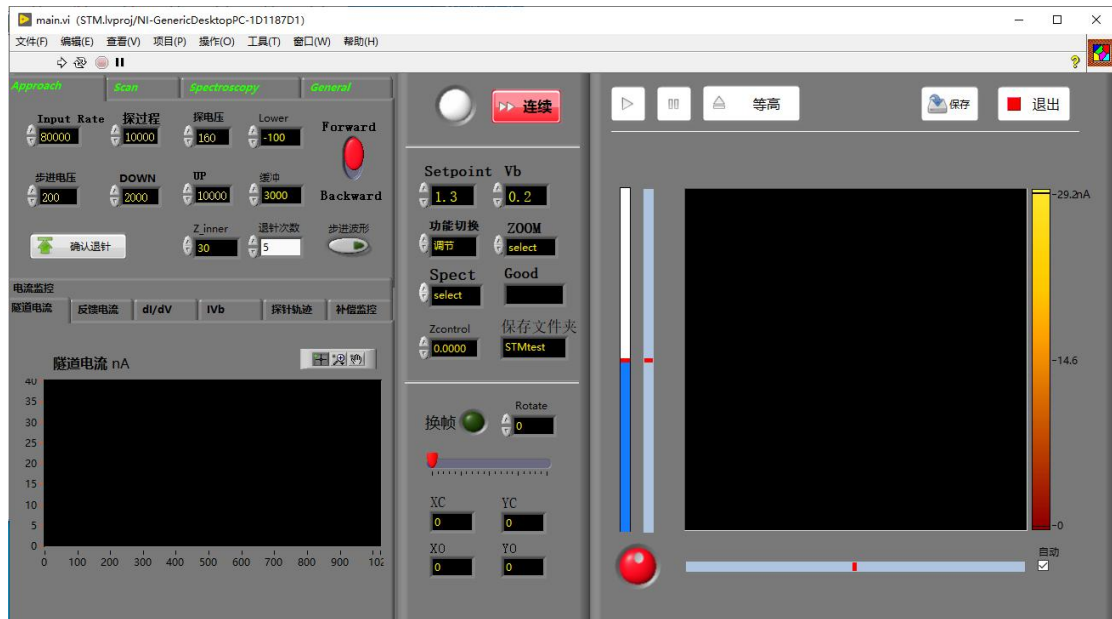 main.vi (STM.lvproj/NI-GenericDesktopPC-1D1187D1)
文件(F) 编辑(E) 查看(V) 项目(P) 操作(O) 工具(T) 窗口(W) 帮助(H)
Approach Scan Spectroscopy General
Input Rate 探过程 探电压 Lower
80000 10000 160 -100
Forward
步进电压 DOWN UP 缓冲
200 2000 10000 3000
Backward
Z_inner 退针次数 步进波形
确认退针 30 5
电流监控
隧道电流 反馈电流 dI/dV IVb 探针轨迹 补偿监控
隧道电流 nA
40
35
30
25
20
15
10
5
0
0 100 200 300 400 500 600 700 800 900 102
连续
Setpoint Vb
1.3 0.2
功能切换 ZOOM
调节 select
Spect Good
select
Zcontrol 保存文件夹
0.0000 STMtest
换帧 Rotate
0
XC YC
0 0
XO YO
0 0
等高 保存 退出
29.2nA
14.6
0
自动